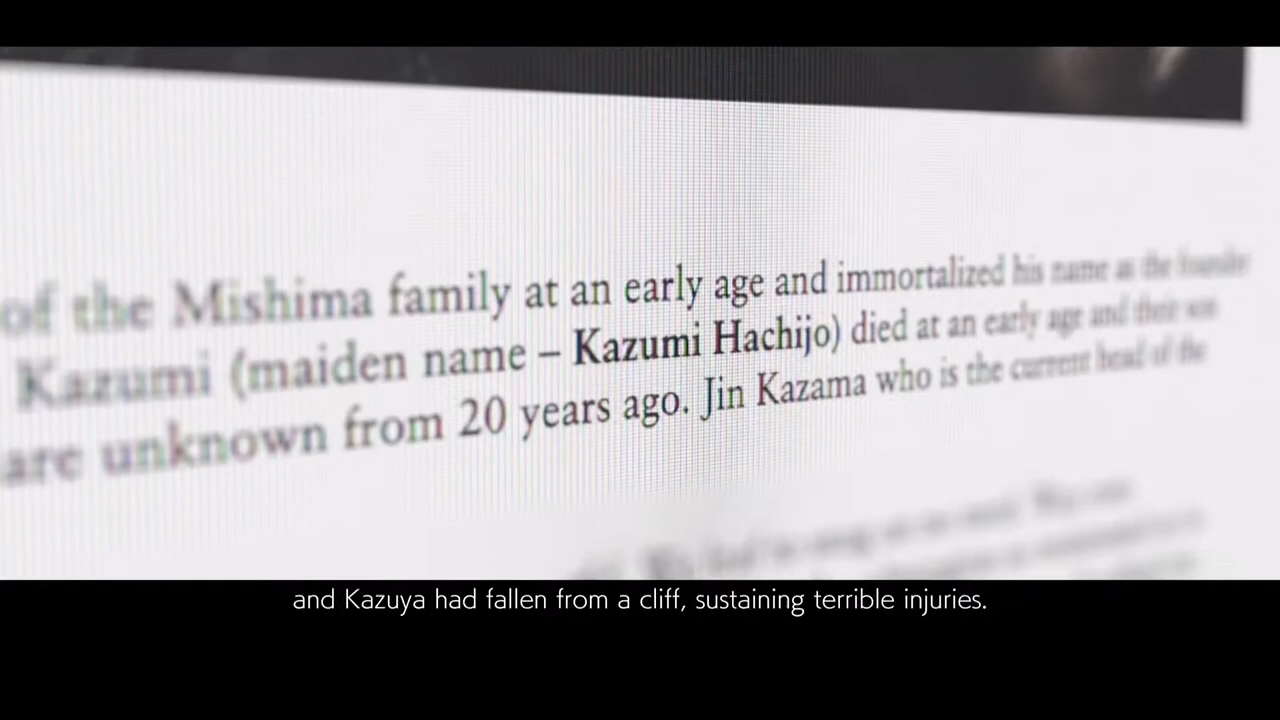 of the Mishima family at an early age and immortalized his name as the founder
Kazumi (maiden name – Kazumi Hachijo) died at an early age and their son
are unknown from 20 years ago. Jin Kazama who is the current head of the
and Kazuya had fallen from a cliff, sustaining terrible injuries.